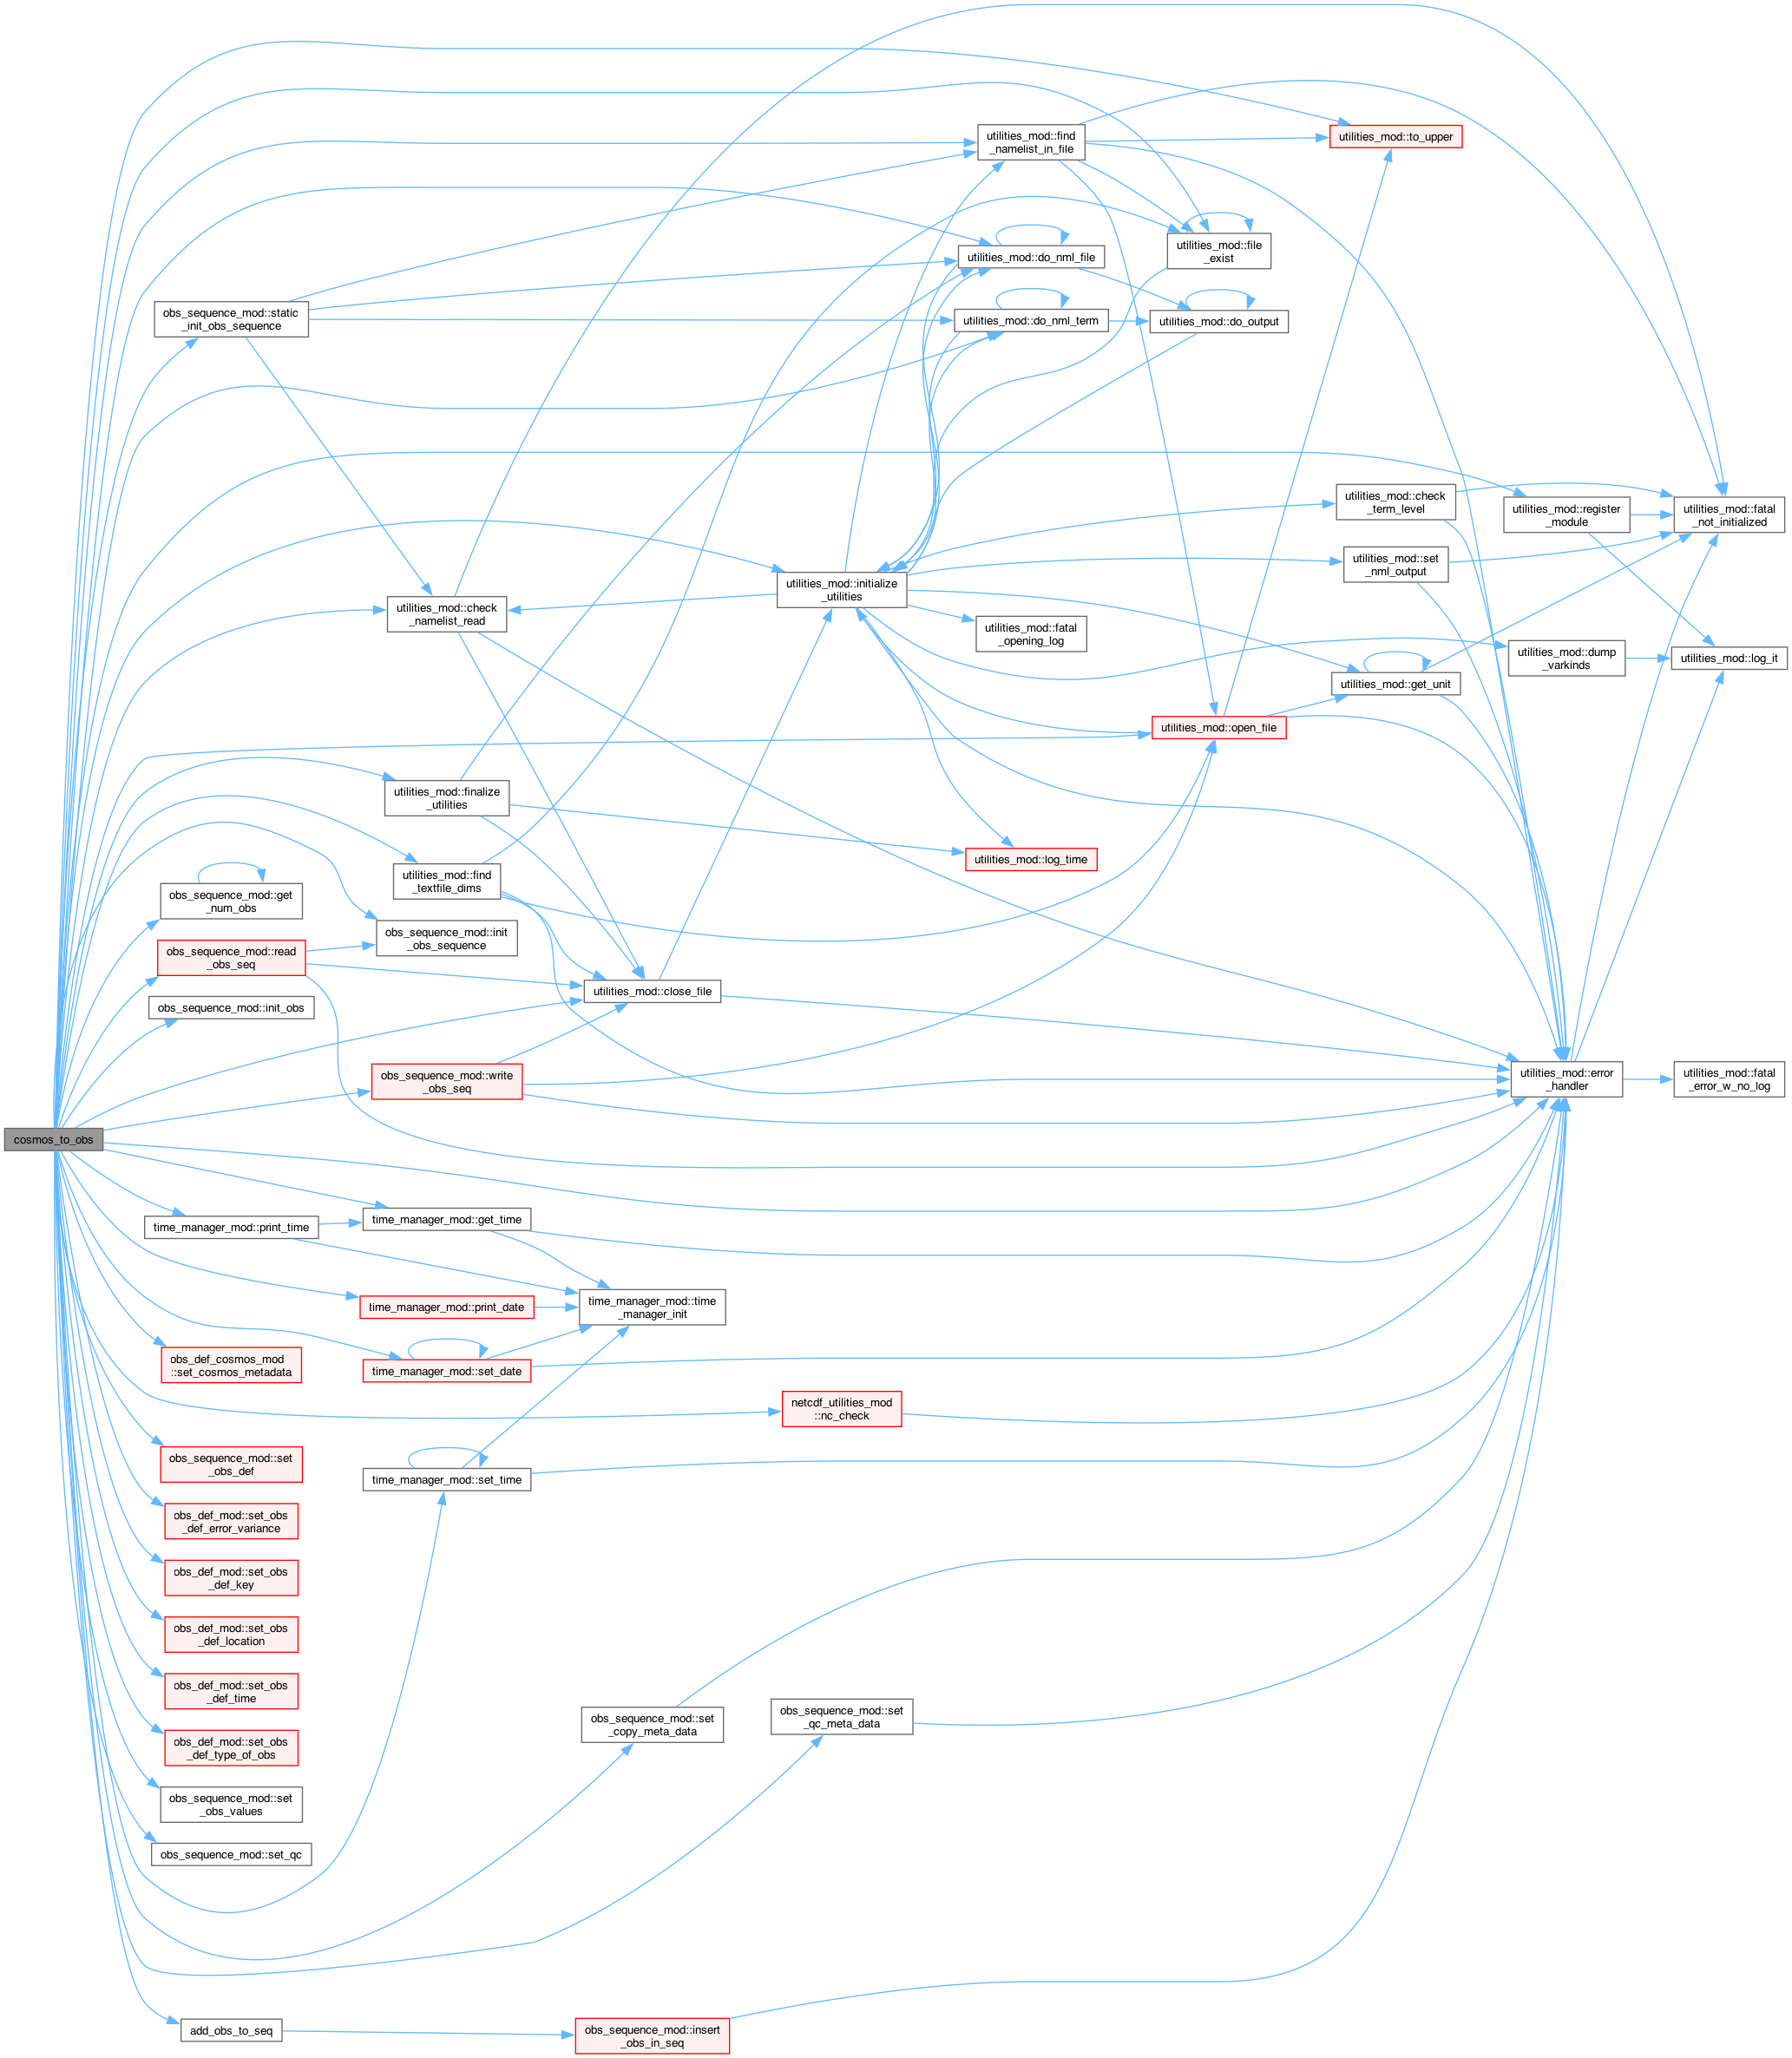 utilities_mod::find
_namelist_in_file
utilities_mod::to_upper
utilities_mod::file
_exist
utilities_mod::do_nml_file
obs_sequence_mod::static
_init_obs_sequence
utilities_mod::do_nml_term
utilities_mod::do_output
utilities_mod::check
_term_level
utilities_mod::register
_module
utilities_mod::fatal
_not_initialized
utilities_mod::set
_nml_output
utilities_mod::initialize
_utilities
utilities_mod::check
_namelist_read
utilities_mod::fatal
_opening_log
utilities_mod::dump
_varkinds
utilities_mod::log_it
utilities_mod::get_unit
utilities_mod::open_file
utilities_mod::finalize
_utilities
utilities_mod::log_time
utilities_mod::find
_textfile_dims
obs_sequence_mod::get
_num_obs
obs_sequence_mod::init
_obs_sequence
obs_sequence_mod::read
_obs_seq
utilities_mod::close_file
obs_sequence_mod::init_obs
obs_sequence_mod::write
_obs_seq
utilities_mod::error
_handler
utilities_mod::fatal
_error_w_no_log
cosmos_to_obs
time_manager_mod::print_time
time_manager_mod::get_time
time_manager_mod::print_date
time_manager_mod::time
_manager_init
obs_def_cosmos_mod
::set_cosmos_metadata
time_manager_mod::set_date
netcdf_utilities_mod
::nc_check
obs_sequence_mod::set
_obs_def
time_manager_mod::set_time
obs_def_mod::set_obs
_def_error_variance
obs_def_mod::set_obs
_def_key
obs_def_mod::set_obs
_def_location
obs_def_mod::set_obs
_def_time
obs_def_mod::set_obs
_def_type_of_obs
obs_sequence_mod::set
_copy_meta_data
obs_sequence_mod::set
_qc_meta_data
obs_sequence_mod::set
_obs_values
obs_sequence_mod::set_qc
add_obs_to_seq
obs_sequence_mod::insert
_obs_in_seq